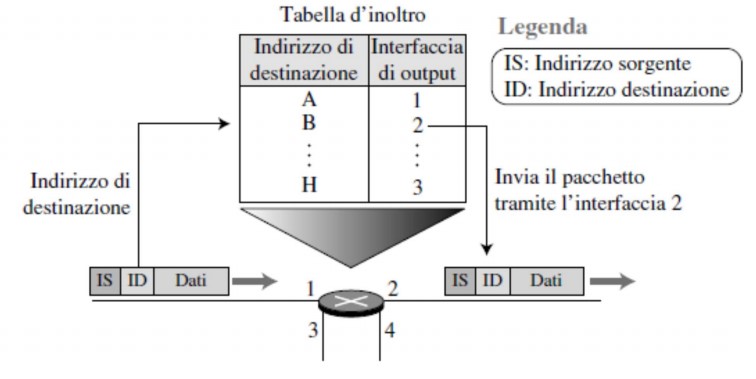 Tabella d'inoltro
Legenda
IS: Indirizzo sorgente
ID: Indirizzo destinazione
Indirizzo di destinazione
Interfaccia di output
A 1
B 2
⋮ ⋮
H 3
Indirizzo di
destinazione
Invia il pacchetto
tramite l'interfaccia 2
IS ID Dati
1 2
IS ID Dati
3 4